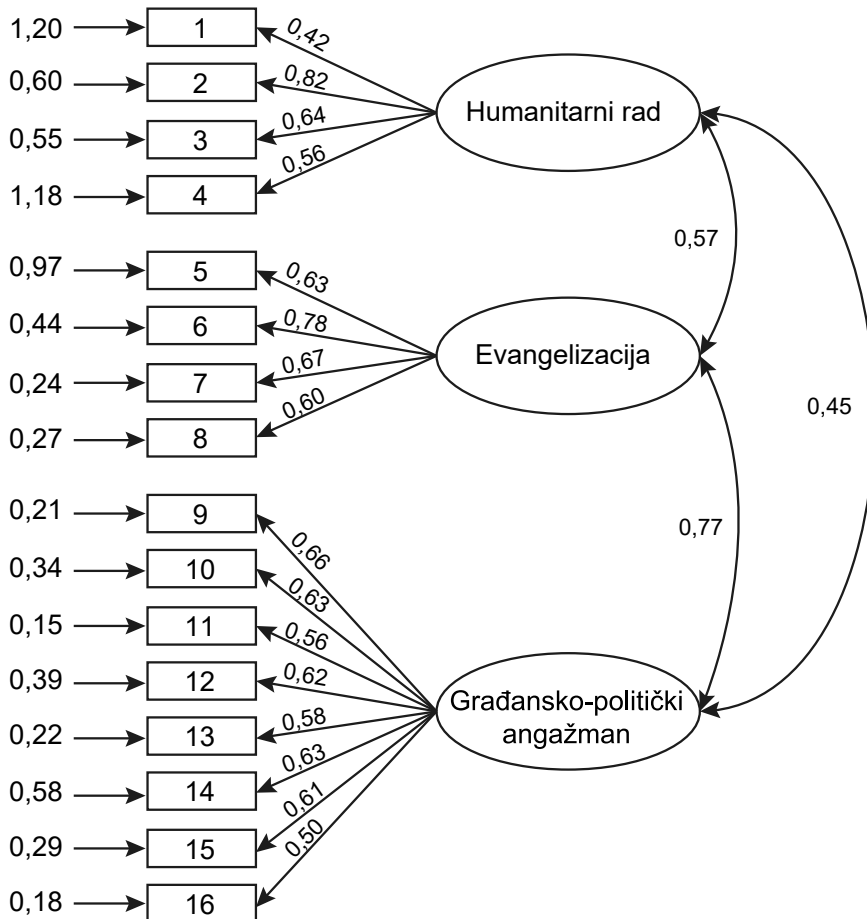 1,20 1 0,42
0,60 2 0,82 Humanitarni rad
0,55 3 0,64
1,18 4 0,56
0,57
0,97 5 0,63
0,44 6 0,78 Evangelizacija
0,24 7 0,67
0,27 8 0,60
0,45
0,21 9 0,66
0,77
0,34 10 0,63
0,15 11 0,56
0,39 12 0,62 Građansko-politički
0,22 13 0,58 angažman
0,58 14 0,63
0,29 15 0,61
0,18 16 0,50